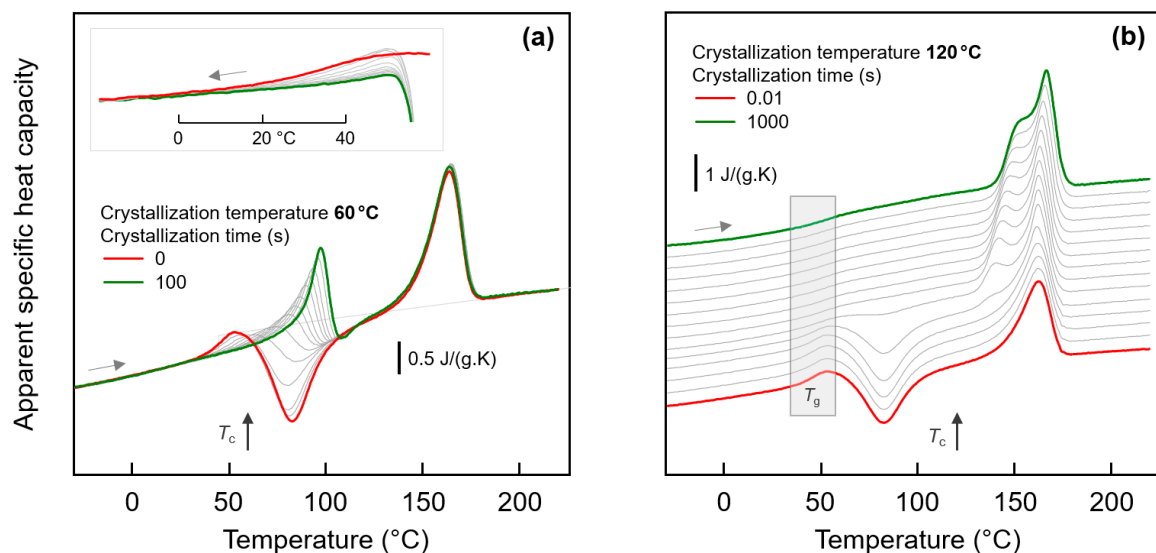 Apparent specific heat capacity
(a)
0
20 °C
40
Crystallization temperature 60 °C
Crystallization time (s)
0
100
0.5 J/(g.K)
Tc
0
50
100
150
200
Temperature (°C)
(b)
Crystallization temperature 120 °C
Crystallization time (s)
0.01
1000
1 J/(g.K)
Tg
Tc
0
50
100
150
200
Temperature (°C)